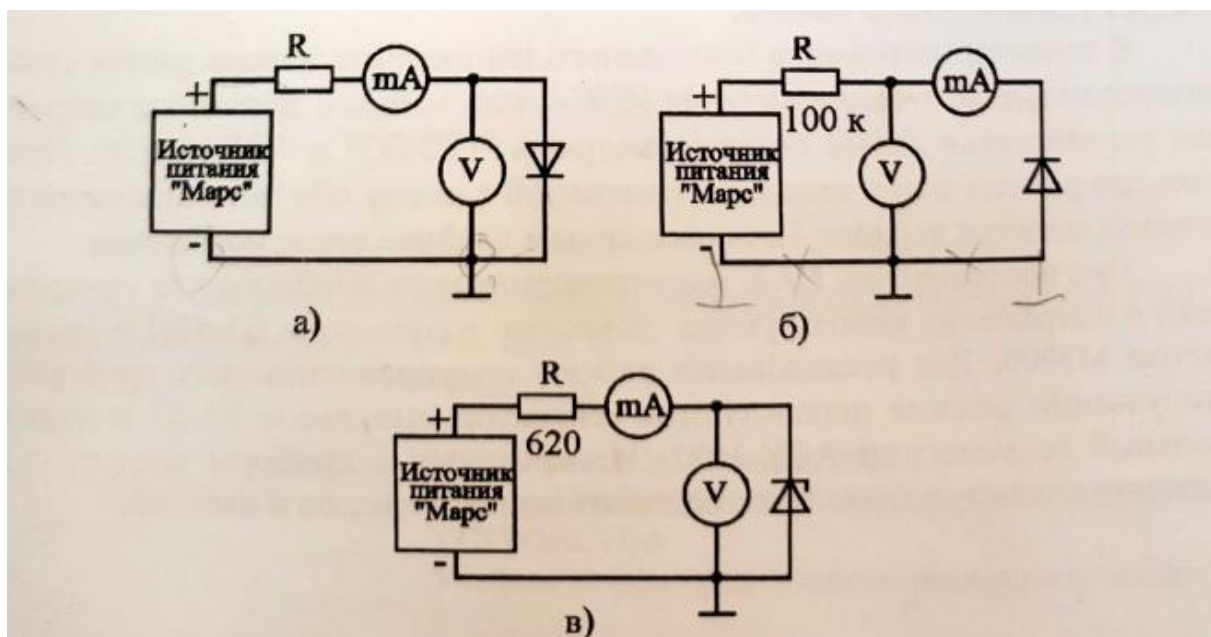 R
mA
+
Источник
питания
"Марс"
V
-
а)
R
mA
+
100 к
Источник
питания
"Марс"
V
-
б)
R
mA
+
620
Источник
питания
"Марс"
V
-
в)